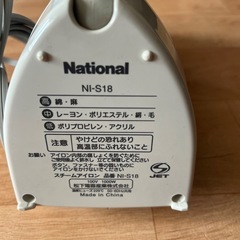 National
NI-S18
高 綿・麻
中 レーヨン・ポリエステル・絹・毛
低 ポリプロピレン・アクリル
注意 やけどの恐れあり
高温部にふれないこと
スチームアイロン 品番 NI-S18
100V 1000W
松下電器産業株式会社
Made in China
JET